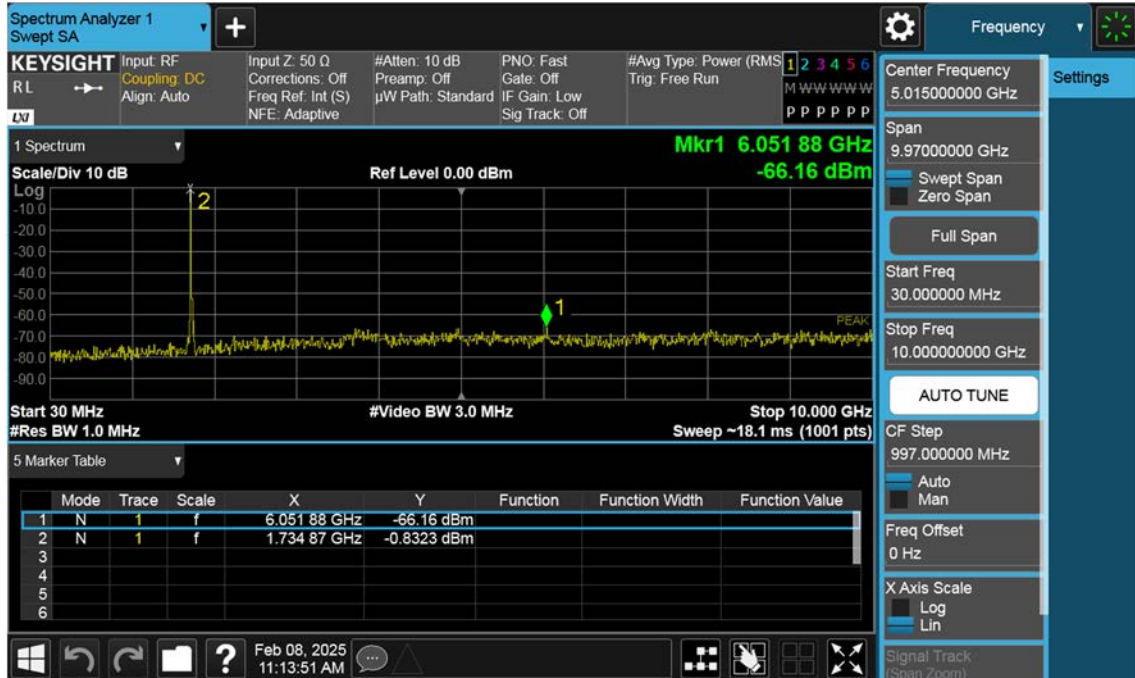 Spectrum Analyzer 1
Swept SA
Frequency
KEYSIGHT
R L
LXI
Input: RF
Coupling: DC
Align: Auto
Input Z: 50 Ω
Corrections: Off
Freq Ref: Int (S)
NFE: Adaptive
#Atten: 10 dB
Preamp: Off
µW Path: Standard
PNO: Fast
Gate: Off
IF Gain: Low
Sig Track: Off
#Avg Type: Power (RMS
Trig: Free Run
1 2 3 4 5 6
M W W W W W
P P P P P P
1 Spectrum
Scale/Div 10 dB
Ref Level 0.00 dBm
Mkr1 6.051 88 GHz
-66.16 dBm
Log
-10.0
-20.0
-30.0
-40.0
-50.0
-60.0
-70.0
-80.0
-90.0
2
1
PEAK
Start 30 MHz
#Video BW 3.0 MHz
Stop 10.000 GHz
#Res BW 1.0 MHz
Sweep ~18.1 ms (1001 pts)
5 Marker Table
Mode Trace Scale X Y Function Function Width Function Value
1 N 1 f 6.051 88 GHz -66.16 dBm
2 N 1 f 1.734 87 GHz -0.8323 dBm
3
4
5
6
?
Feb 08, 2025
11:13:51 AM
Center Frequency
5.015000000 GHz
Settings
Span
9.97000000 GHz
Swept Span
Zero Span
Full Span
Start Freq
30.000000 MHz
Stop Freq
10.000000000 GHz
AUTO TUNE
CF Step
997.000000 MHz
Auto
Man
Freq Offset
0 Hz
X Axis Scale
Log
Lin
Signal Track
(Span Zoom)